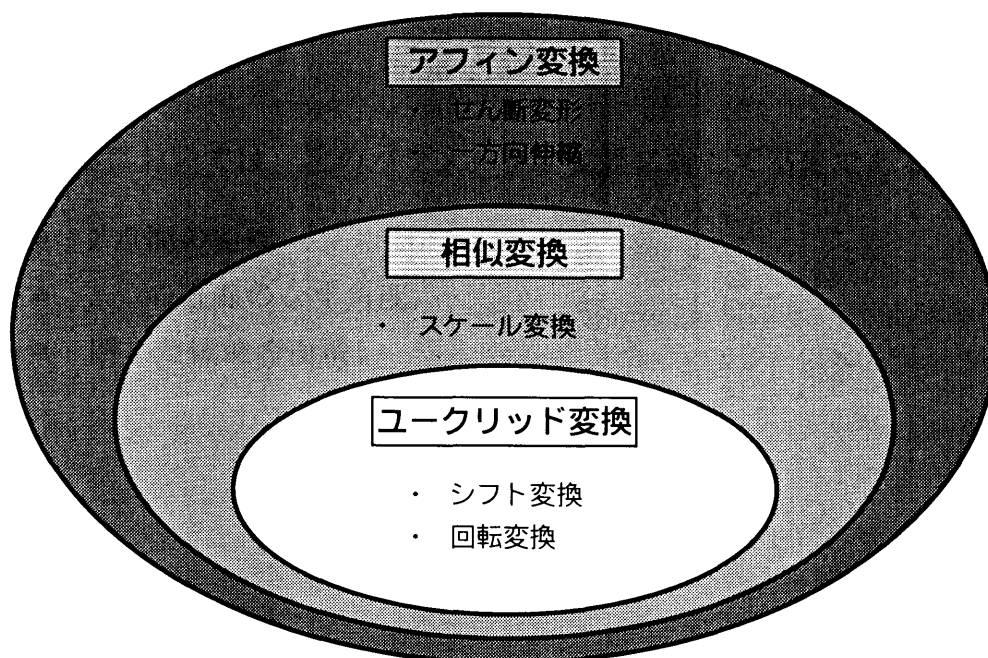 アフィン変換
・ せん断変形
・ 一方向伸縮
相似変換
・ スケール変換
ユークリッド変換
・ シフト変換
・ 回転変換